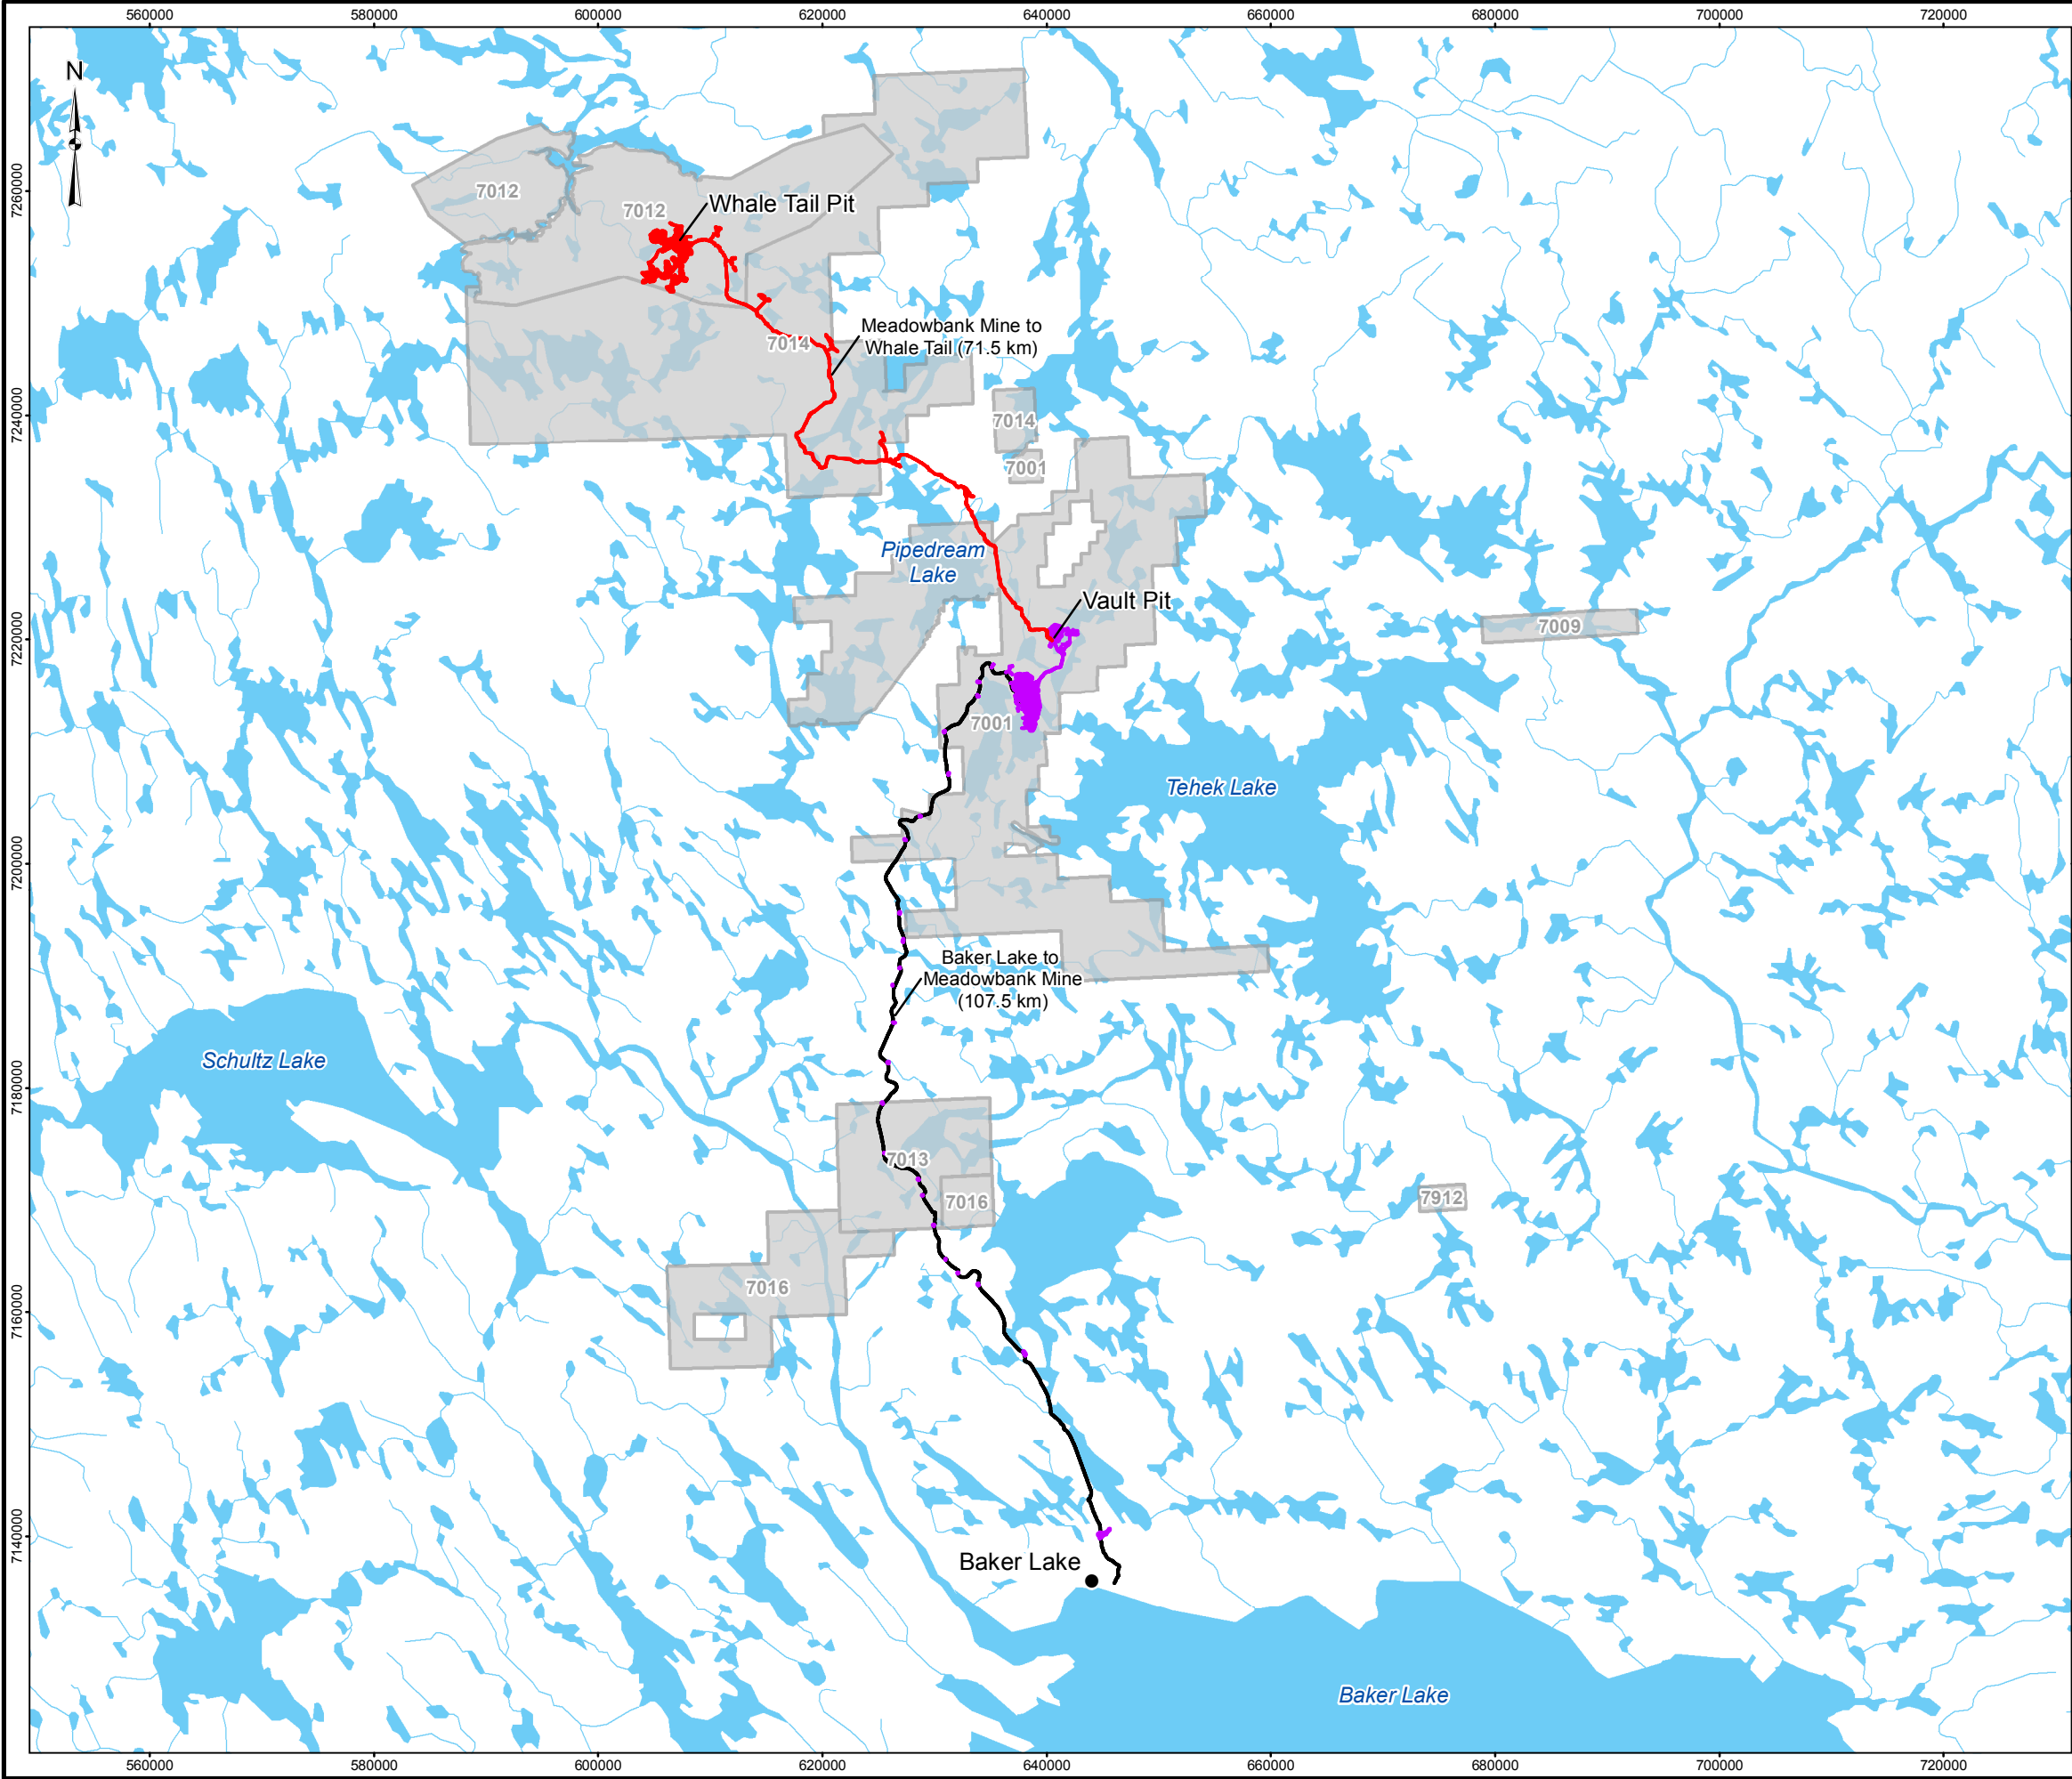 560000
580000
600000
620000
640000
660000
680000
700000
720000
N
7260000
7240000
7220000
7200000
7180000
7160000
7140000
7012
7012
Whale Tail Pit
Meadowbank Mine to
Whale Tail (71.5 km)
7014
7014
7001
Pipedream
Lake
Vault Pit
7009
7001
Tehek Lake
Baker Lake to
Meadowbank Mine
(107.5 km)
Schultz Lake
7013
7016
7912
7016
Baker Lake
Baker Lake
560000
580000
600000
620000
640000
660000
680000
700000
720000